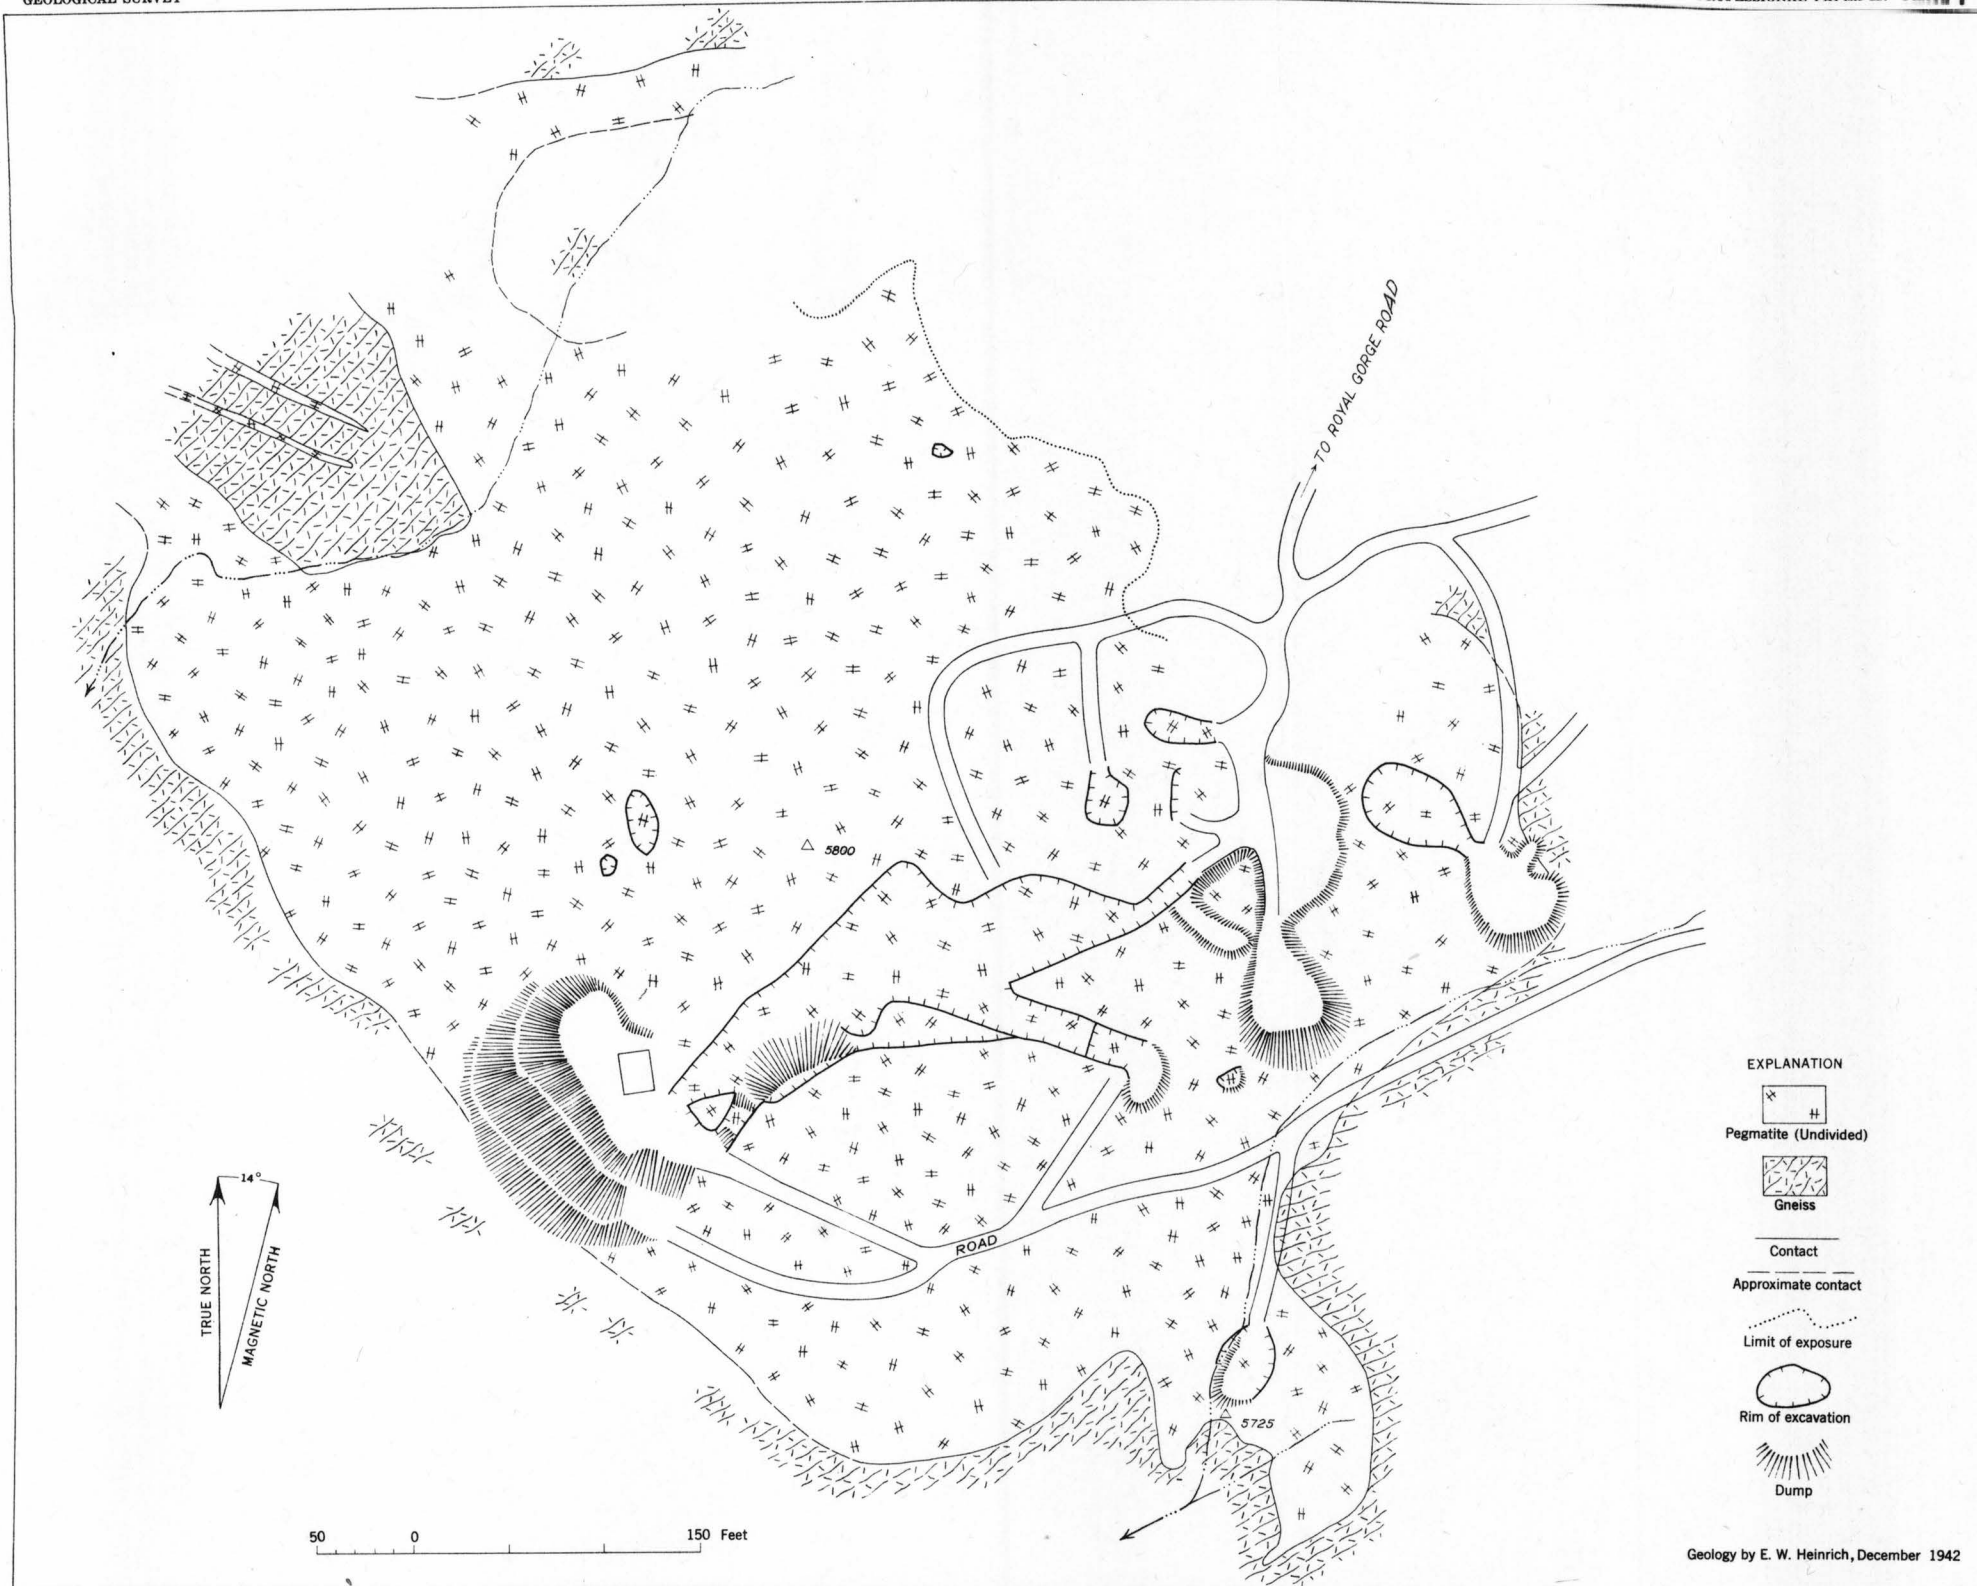 GEOLOGICAL SURVEY
TO ROYAL GORGE ROAD
5800
ROAD
5725
14°
TRUE NORTH
MAGNETIC NORTH
EXPLANATION
Pegmatite (Undivided)
Gneiss
Contact
Approximate contact
Limit of exposure
Rim of excavation
Dump
50 0 150 Feet
Geology by E. W. Heinrich, December 1942